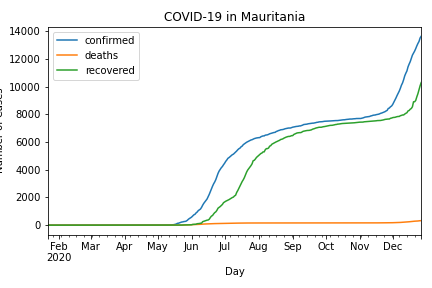 COVID-19 in Mauritania
confirmed
deaths
recovered
14000
12000
10000
8000
6000
4000
2000
0
Number of cases
Feb Mar Apr May Jun Jul Aug Sep Oct Nov Dec
2020
Day